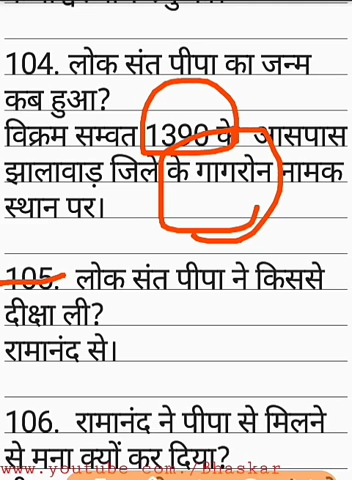 104. लोक संत पीपा का जन्म
कब हुआ?
विक्रम सम्वत 1390 के आसपास
झालावाड़ जिले के गागरोन नामक
स्थान पर।
105. लोक संत पीपा ने किससे
दीक्षा ली?
रामानंद से।
106. रामानंद ने पीपा से मिलने
से मना क्यों कर दिया?
www.youtube.com/Bhaskar